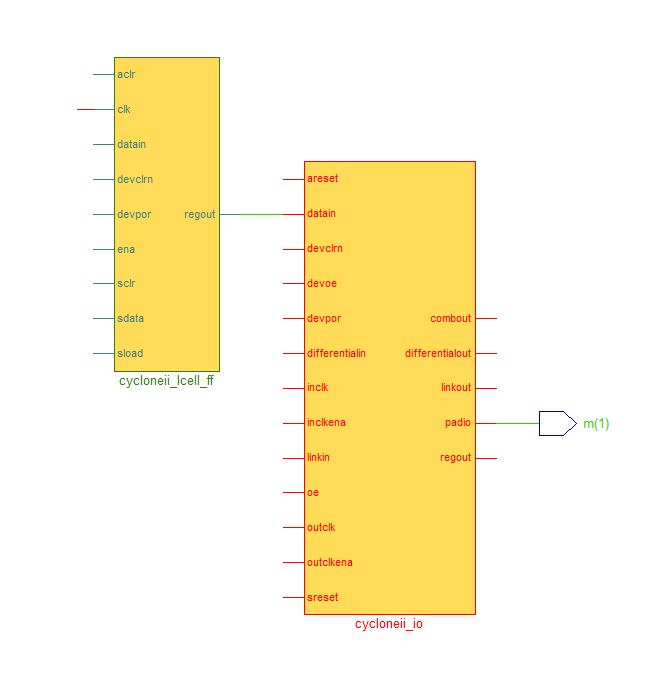 aclr
clk
datain
devclrn
devpor
regout
ena
sclr
sdata
sload
cycloneii_lcell_ff
areset
datain
devclrn
devoe
devpor
combout
differentialin
differentialout
inclk
linkout
inclkena
padio
linkin
regout
oe
outclk
outclkena
sreset
cycloneii_io
m(1)